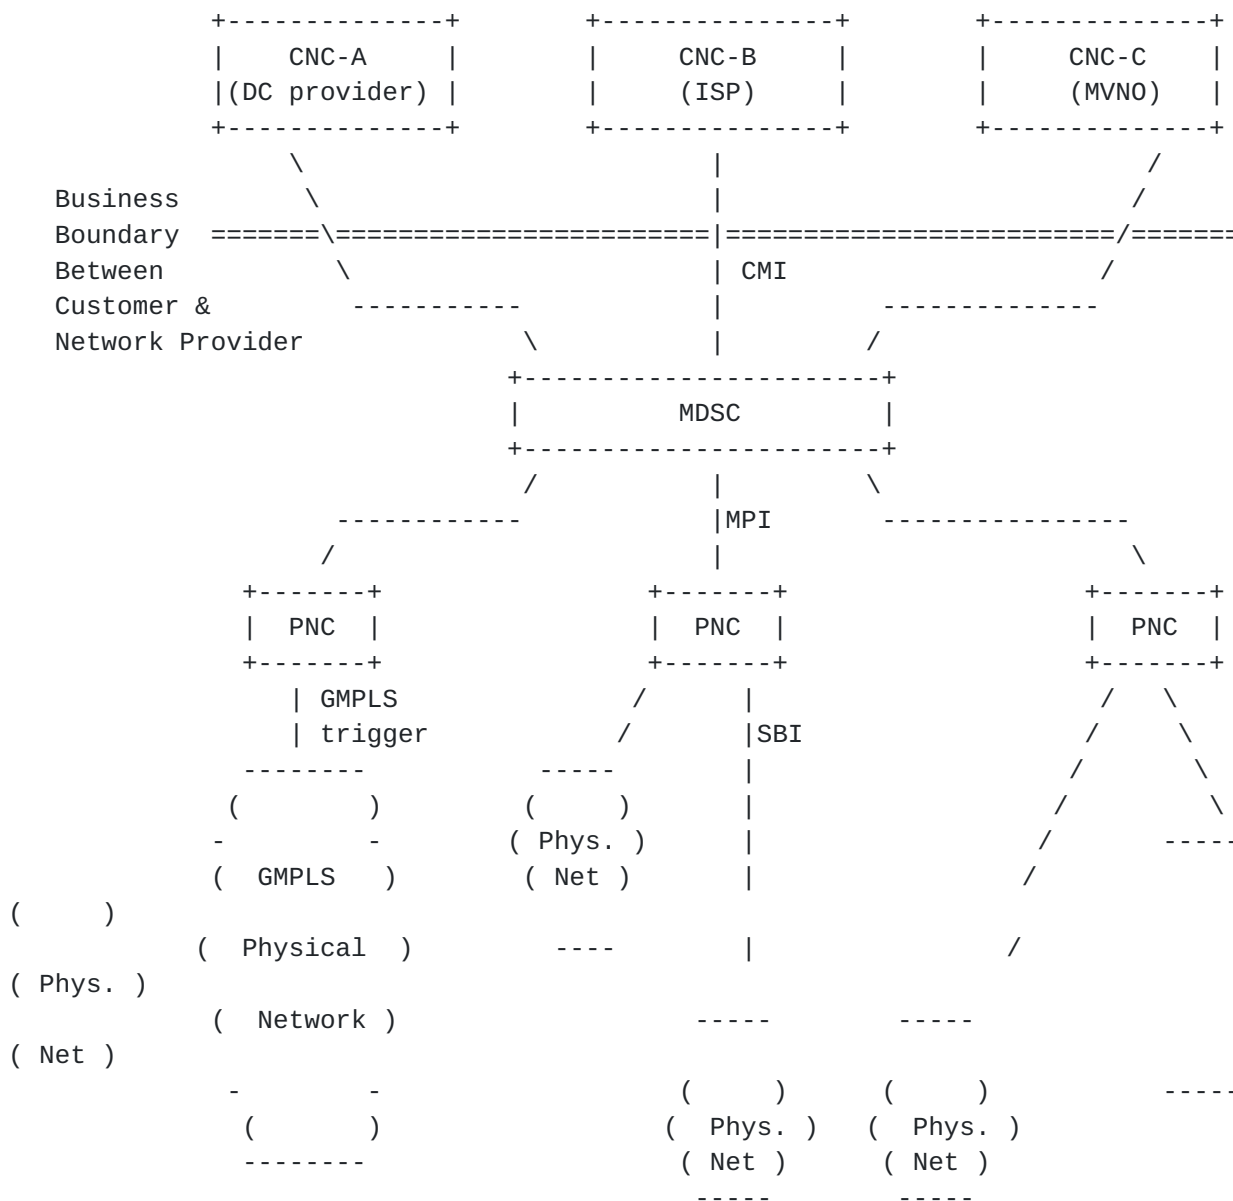 +--------------+ +---------------+ +--------------+
| CNC-A | | CNC-B | | CNC-C |
|(DC provider) | | (ISP) | | (MVNO) |
+--------------+ +---------------+ +--------------+
\ | /
Business \ | /
Boundary =======\========================|=========================/=======
Between \ | CMI /
Customer & ----------- | --------------
Network Provider \ | /
+-----------------------+
| MDSC |
+-----------------------+
/ | \
------------ |MPI ----------------
/ | \
+-------+ +-------+ +-------+
| PNC | | PNC | | PNC |
+-------+ +-------+ +-------+
| GMPLS / | / \
| trigger / |SBI / \
-------- ----- | / \
( ) ( ) | / \
- - ( Phys. ) | / -----
( GMPLS ) ( Net ) | /
( )
( Physical ) ---- | /
( Phys. )
( Network ) ----- -----
( Net )
- - ( ) ( ) -----
( ) ( Phys. ) ( Phys. )
-------- ( Net ) ( Net )
----- -----